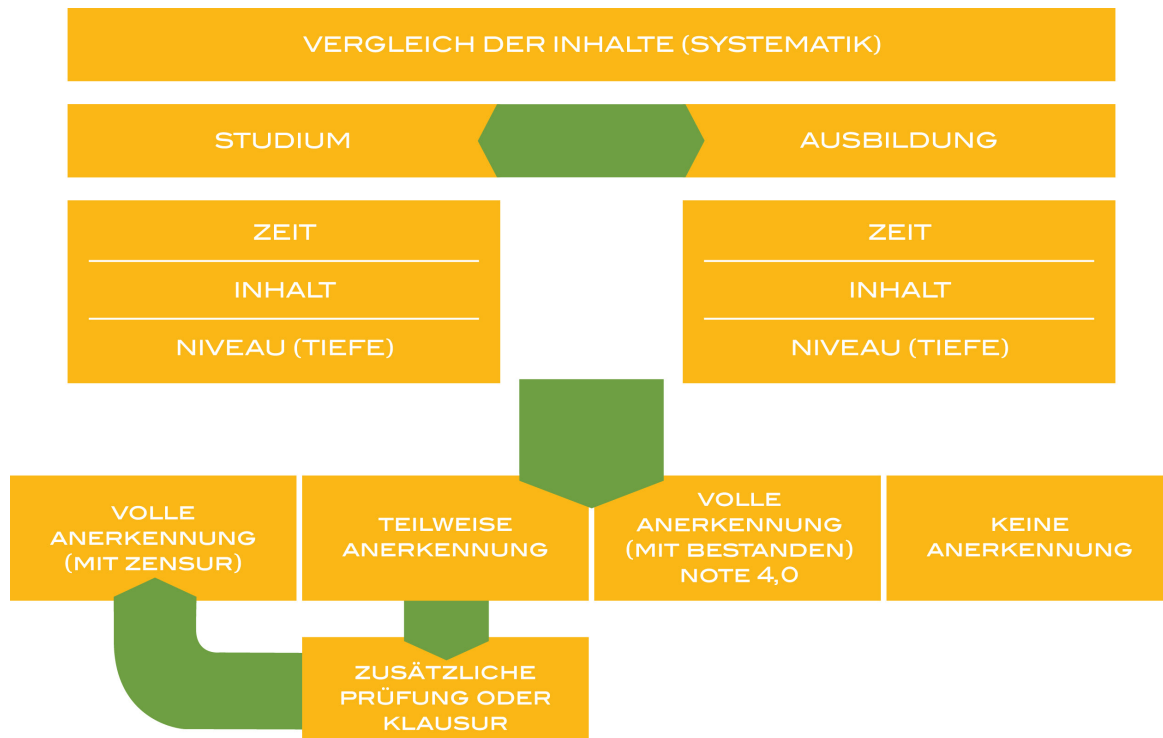 VERGLEICH DER INHALTE (SYSTEMATIK)
STUDIUM
AUSBILDUNG
ZEIT
INHALT
NIVEAU (TIEFE)
ZEIT
INHALT
NIVEAU (TIEFE)
VOLLE
ANERKENNUNG
(MIT ZENSUR)
TEILWEISE
ANERKENNUNG
VOLLE
ANERKENNUNG
(MIT BESTANDEN)
NOTE 4,0
KEINE
ANERKENNUNG
ZUSÄTZLICHE
PRÜFUNG ODER
KLAUSUR